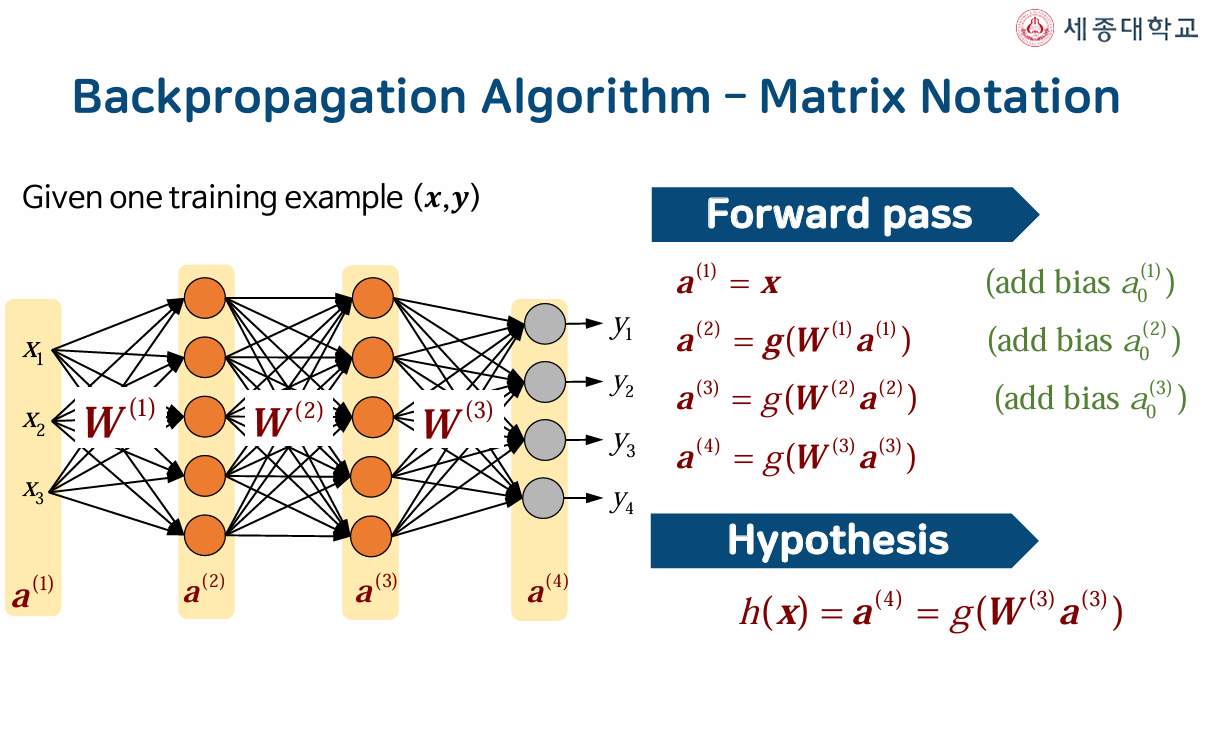 세종대학교
Backpropagation Algorithm – Matrix Notation
Given one training example (x,y)
x₁
x₂
x₃
W⁽¹⁾
W⁽²⁾
W⁽³⁾
y₁
y₂
y₃
y₄
a⁽¹⁾
a⁽²⁾
a⁽³⁾
a⁽⁴⁾
Forward pass
a⁽¹⁾ = x (add bias a₀⁽¹⁾)
a⁽²⁾ = g(W⁽¹⁾a⁽¹⁾) (add bias a₀⁽²⁾)
a⁽³⁾ = g(W⁽²⁾a⁽²⁾) (add bias a₀⁽³⁾)
a⁽⁴⁾ = g(W⁽³⁾a⁽³⁾)
Hypothesis
h(x) = a⁽⁴⁾ = g(W⁽³⁾a⁽³⁾)